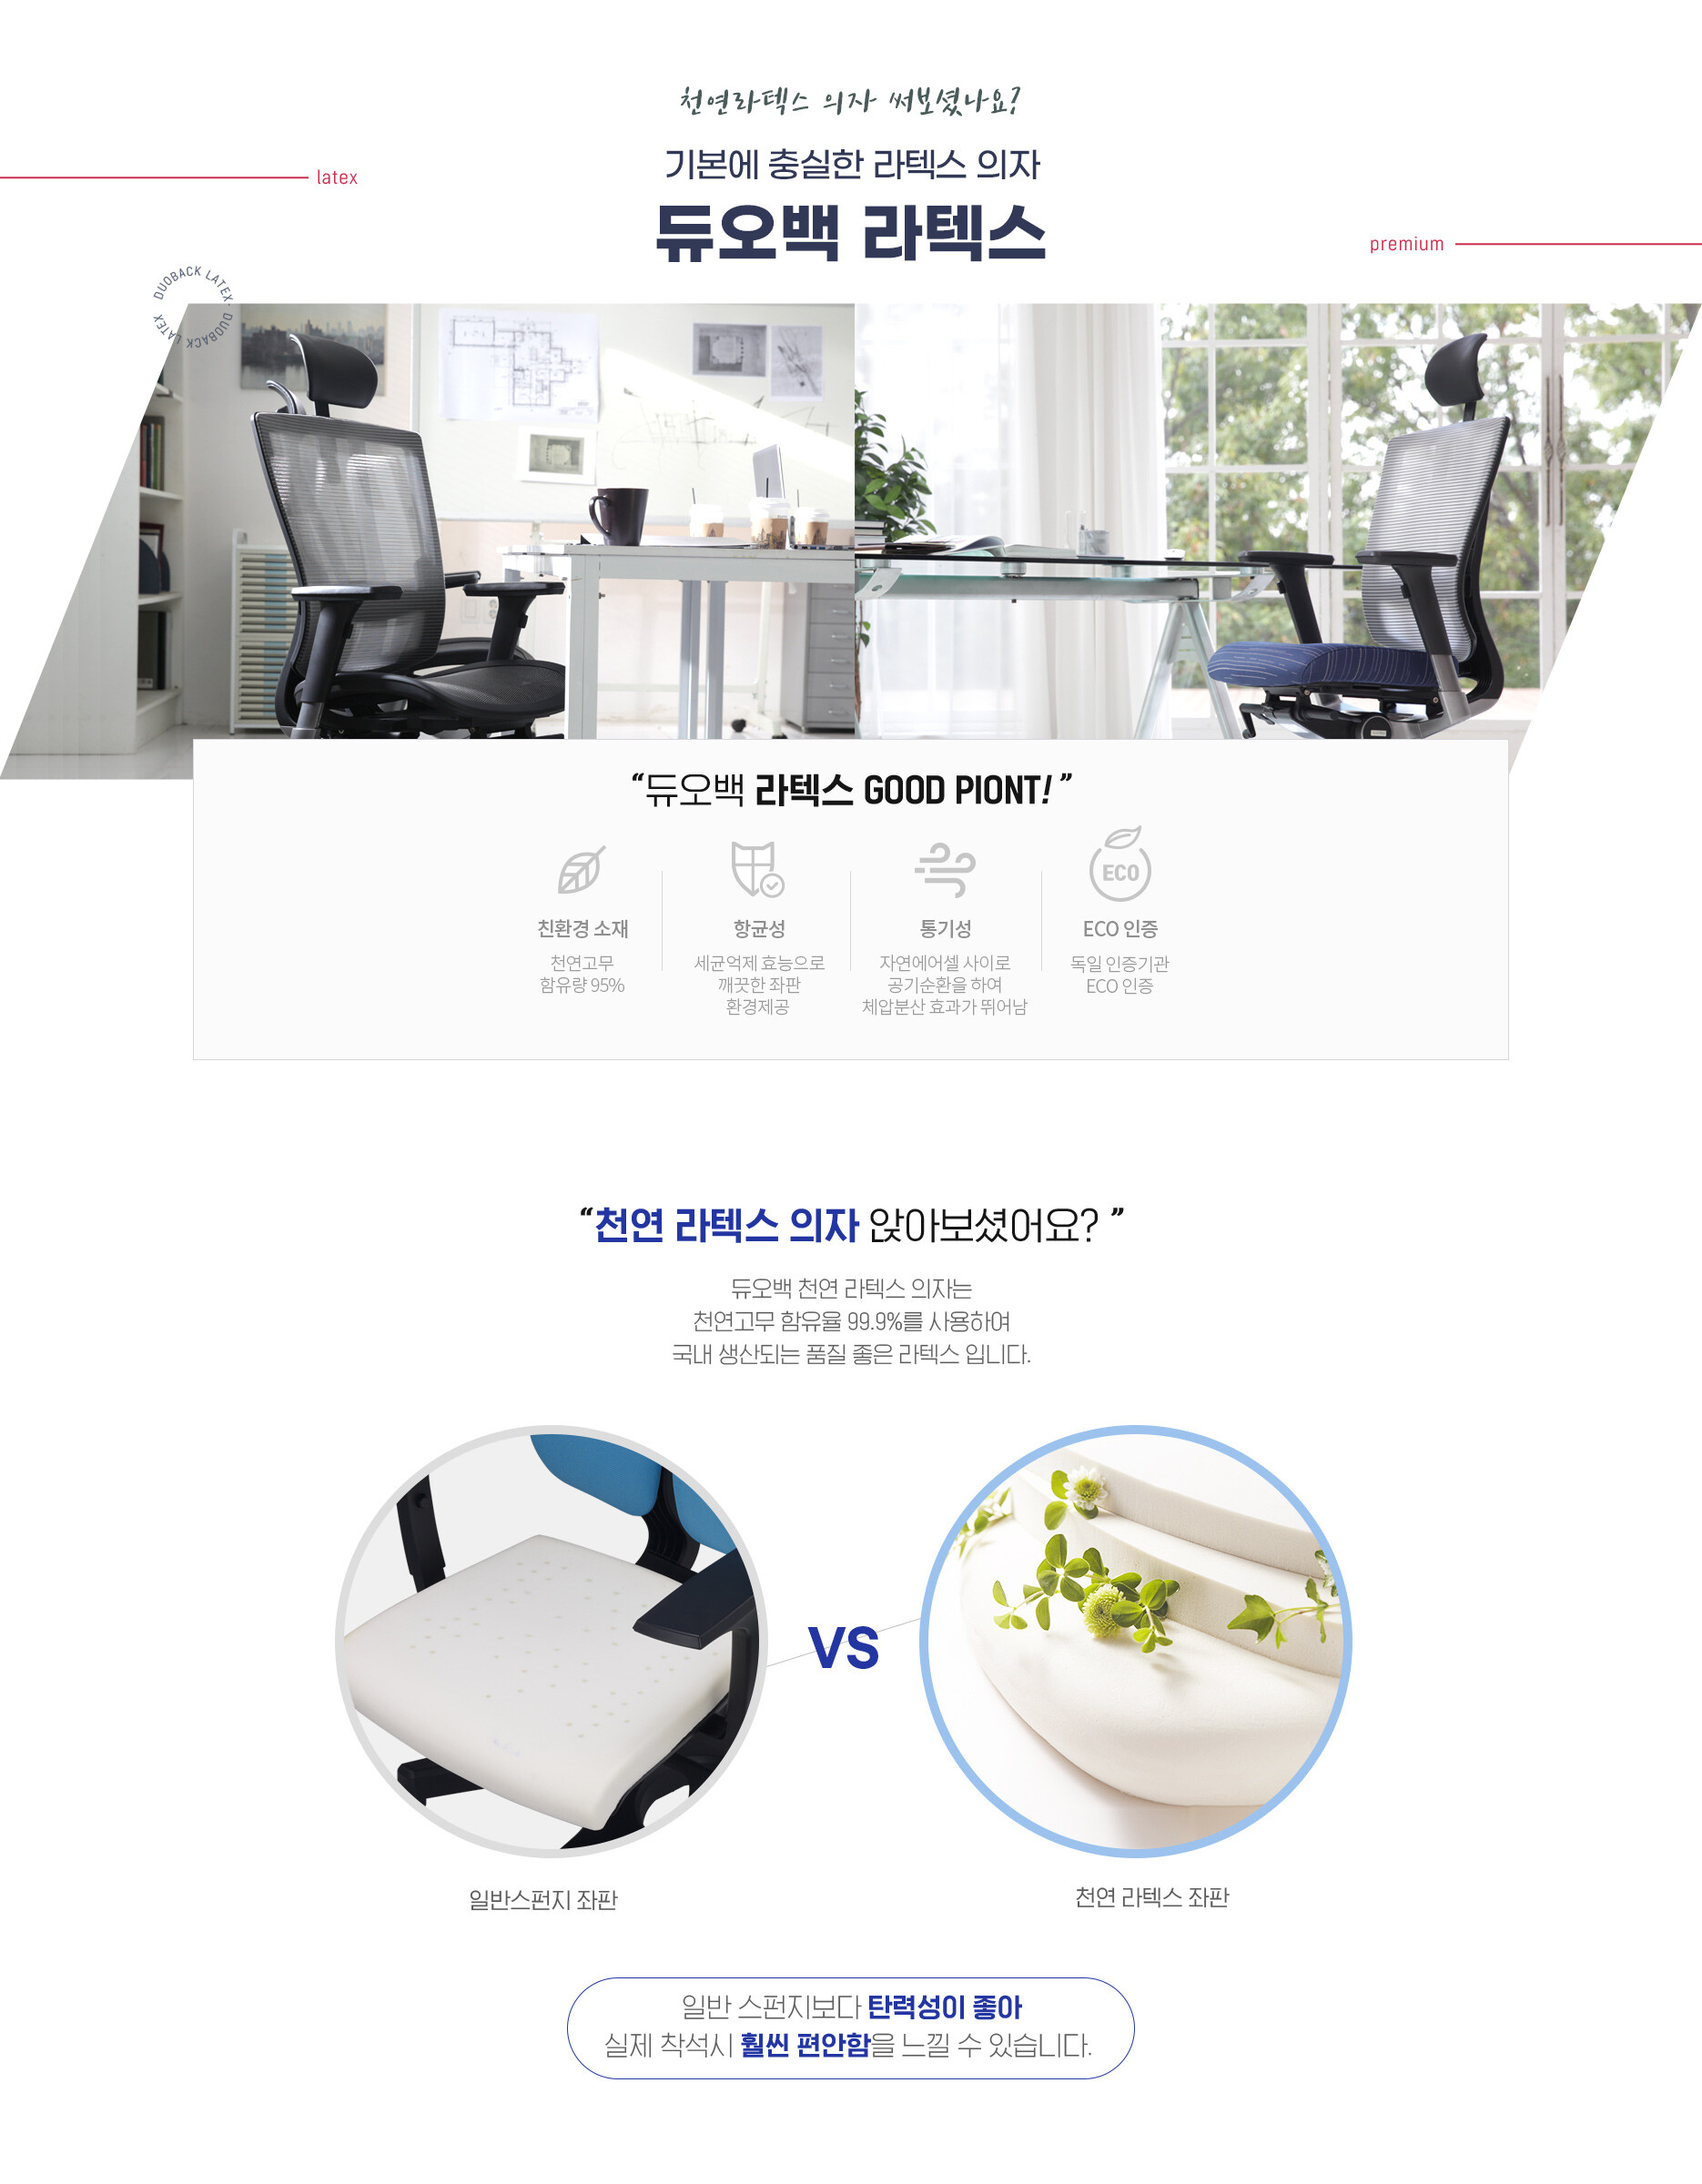 천연라텍스 의자 써보셨나요?
기본에 충실한 라텍스 의자
latex
듀오백 라텍스
premium
DUOBACK LATEX · DUOBACK LATEX
“듀오백 라텍스 GOOD PIONT! ”
ECO
친환경 소재
천연고무
함유량 95%
항균성
세균억제 효능으로
깨끗한 좌판
환경제공
통기성
자연에어셀 사이로
공기순환을 하여
체압분산 효과가 뛰어남
ECO 인증
독일 인증기관
ECO 인증
“천연 라텍스 의자 앉아보셨어요? ”
듀오백 천연 라텍스 의자는
천연고무 함유율 99.9%를 사용하여
국내 생산되는 품질 좋은 라텍스 입니다.
VS
일반스펀지 좌판
천연 라텍스 좌판
일반 스펀지보다 탄력성이 좋아
실제 착석시 훨씬 편안함을 느낄 수 있습니다.